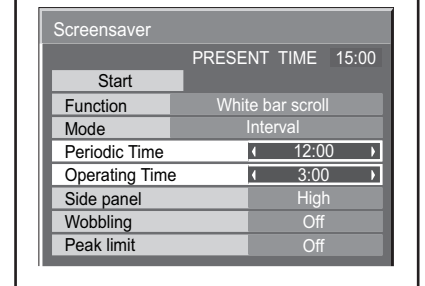 Screensaver
PRESENT TIME 15:00
Start
Function White bar scroll
Mode Interval
Periodic Time 12:00
Operating Time 3:00
Side panel High
Wobbling Off
Peak limit Off